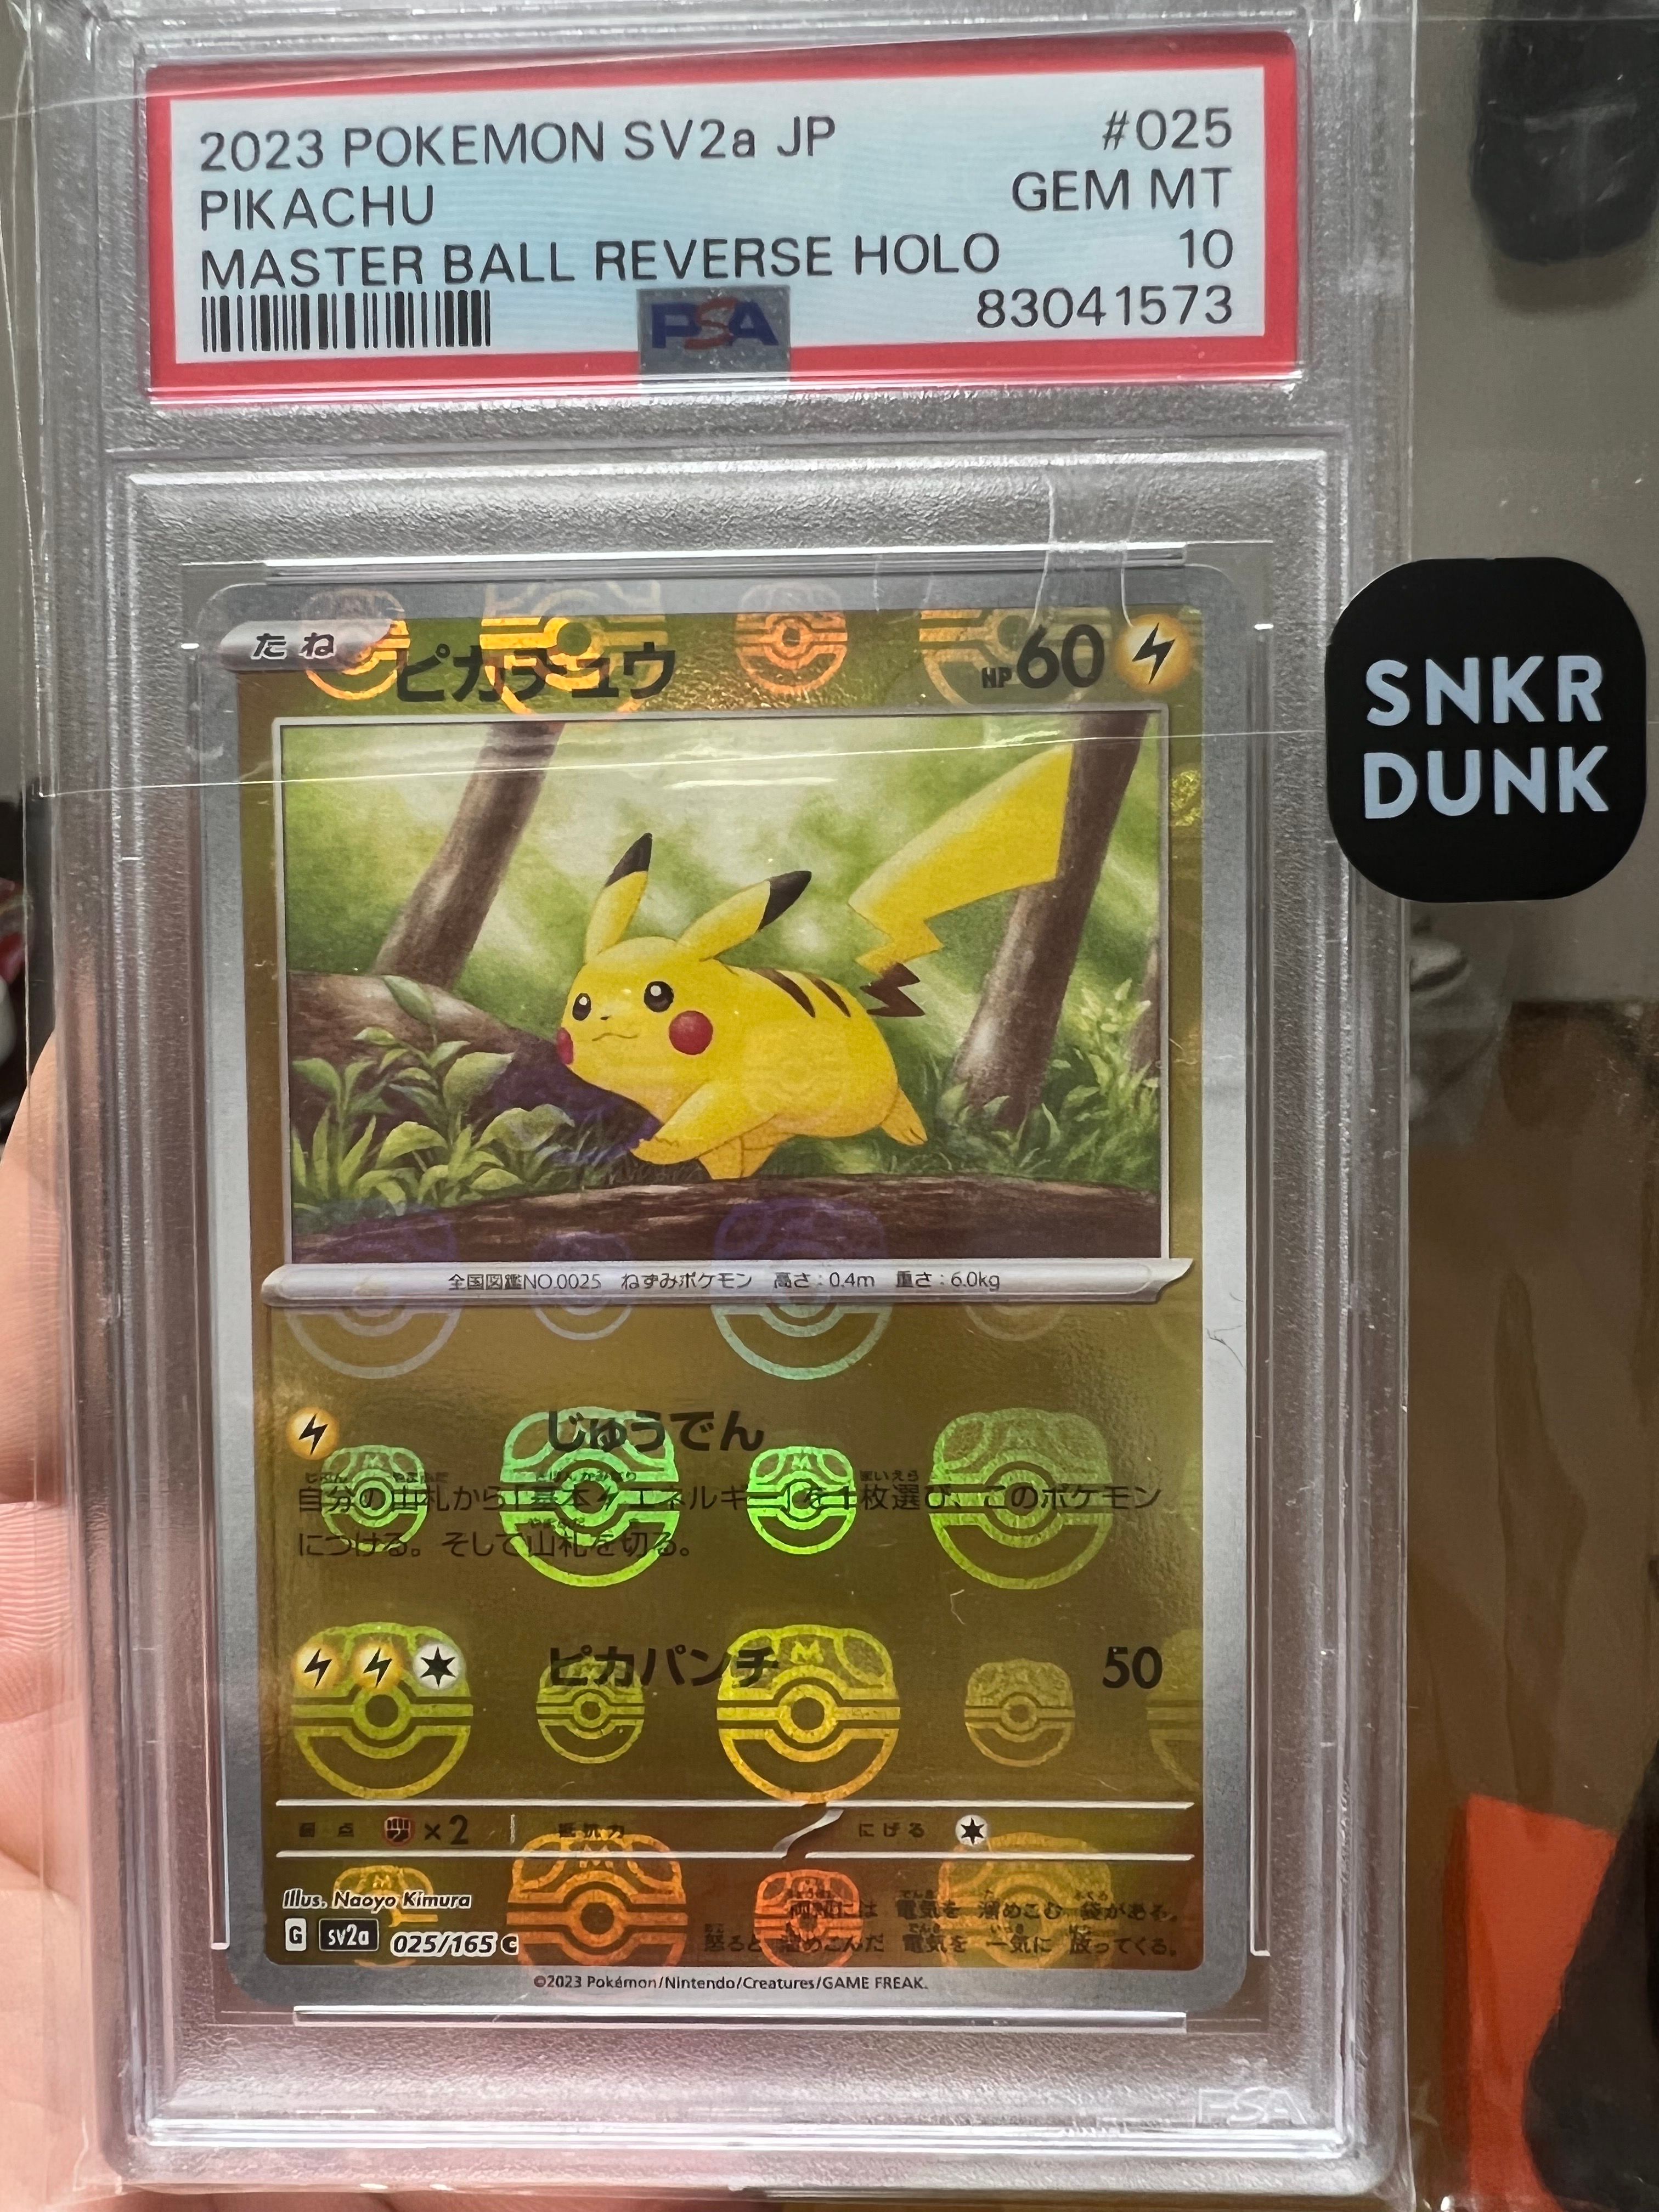 2023 POKEMON SV2a JP #025
PIKACHU GEM MT
MASTER BALL REVERSE HOLO 10
PSA 83041573
SNKR
DUNK
たね ピカチュウ HP60
全国図鑑NO.0025 ねずみポケモン 高さ:0.4m 重さ:6.0kg
じゅうでん
自分の山札から「基本エネルギー」を1枚選び、このポケモン
につける。そして山札を切る。
ピカパンチ 50
弱点 ×2 抵抗力 にげる
Illus. Naoyo Kimura
両頬には 電気を 溜めこむ 袋がある。
G sv2a 025/165 C
怒ると 溜めこんだ 電気を 一気に 放ってくる。
©2023 Pokémon/Nintendo/Creatures/GAME FREAK.
PSA